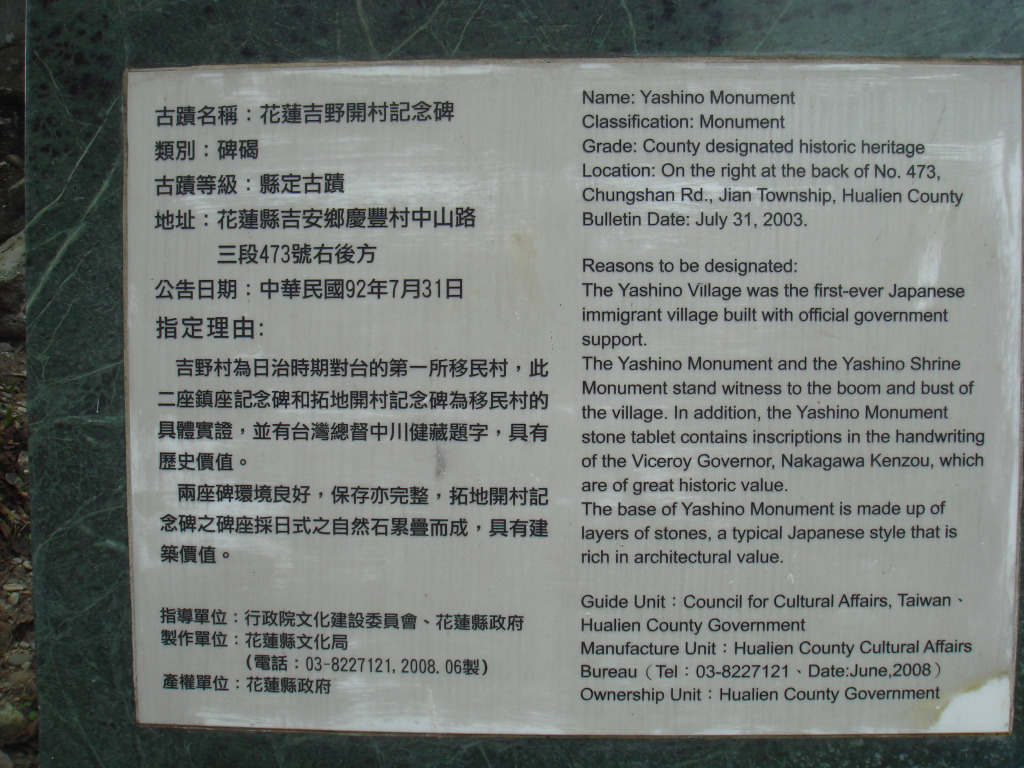 古蹟名稱：花蓮吉野開村記念碑
類別：碑碣
古蹟等級：縣定古蹟
地址：花蓮縣吉安鄉慶豐村中山路
三段473號右後方
公告日期：中華民國92年7月31日
指定理由:
吉野村為日治時期對台的第一所移民村，此
二座鎮座記念碑和拓地開村記念碑為移民村的
具體實證，並有台灣總督中川健藏題字，具有
歷史價值。
兩座碑環境良好，保存亦完整，拓地開村記
念碑之碑座採日式之自然石累疊而成，具有建
築價值。
指導單位：行政院文化建設委員會、花蓮縣政府
製作單位：花蓮縣文化局
（電話：03-8227121,2008.06製）
產權單位：花蓮縣政府
Name: Yashino Monument
Classification: Monument
Grade: County designated historic heritage
Location: On the right at the back of No. 473,
Chungshan Rd., Jian Township, Hualien County
Bulletin Date: July 31, 2003.
Reasons to be designated:
The Yashino Village was the first-ever Japanese
immigrant village built with official government
support.
The Yashino Monument and the Yashino Shrine
Monument stand witness to the boom and bust of
the village. In addition, the Yashino Monument
stone tablet contains inscriptions in the handwriting
of the Viceroy Governor, Nakagawa Kenzou, which
are of great historic value.
The base of Yashino Monument is made up of
layers of stones, a typical Japanese style that is
rich in architectural value.
Guide Unit：Council for Cultural Affairs, Taiwan、
Hualien County Government
Manufacture Unit：Hualien County Cultural Affairs
Bureau（Tel：03-8227121、Date:June,2008）
Ownership Unit：Hualien County Government